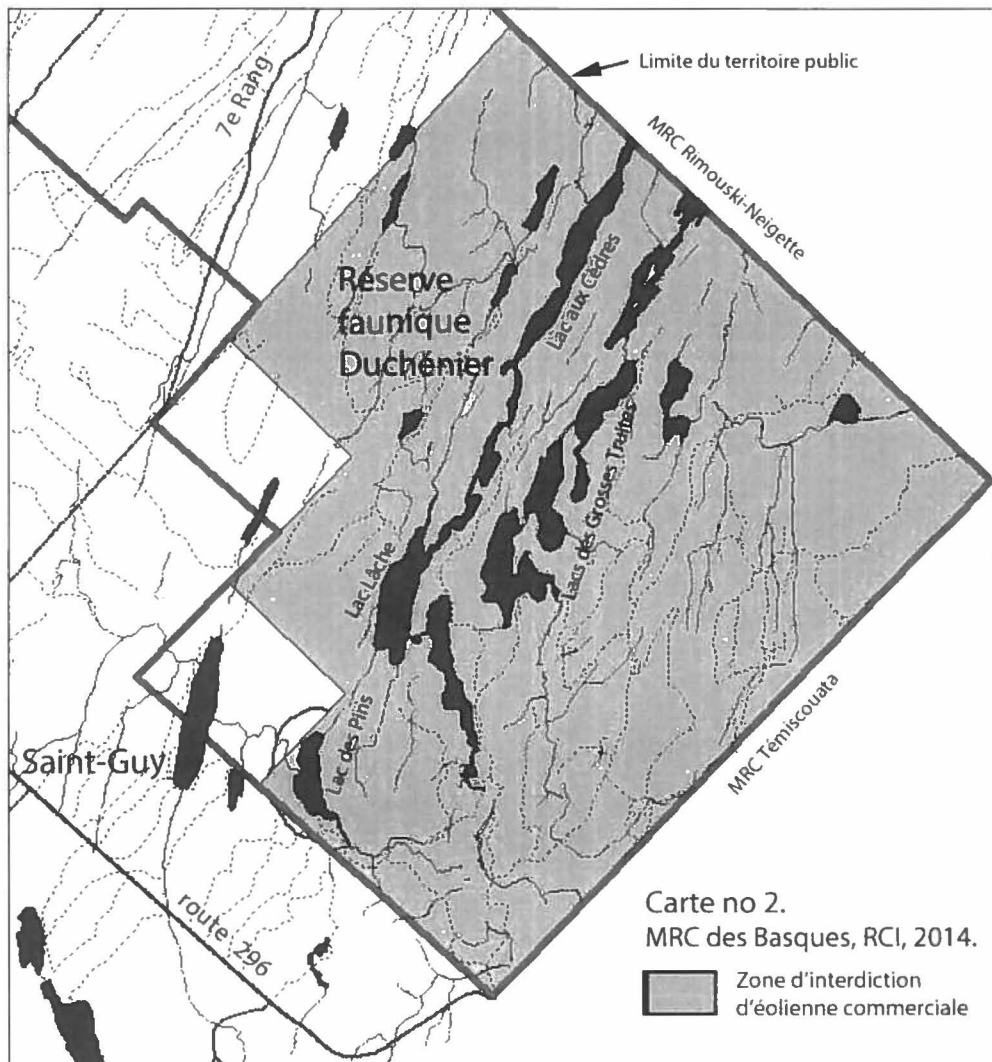 Limite du territoire public
7e Rang
MRC Rimouski-Neigette
Réserve
faunique
Duchénier
Lac aux Cèdres
Lacs des Grosses Truites
Lac Lâche
Lac des Pins
Saint-Guy
MRC Témiscouata
route 296
Carte no 2.
MRC des Basques, RCI, 2014.
Zone d'interdiction
d'éolienne commerciale